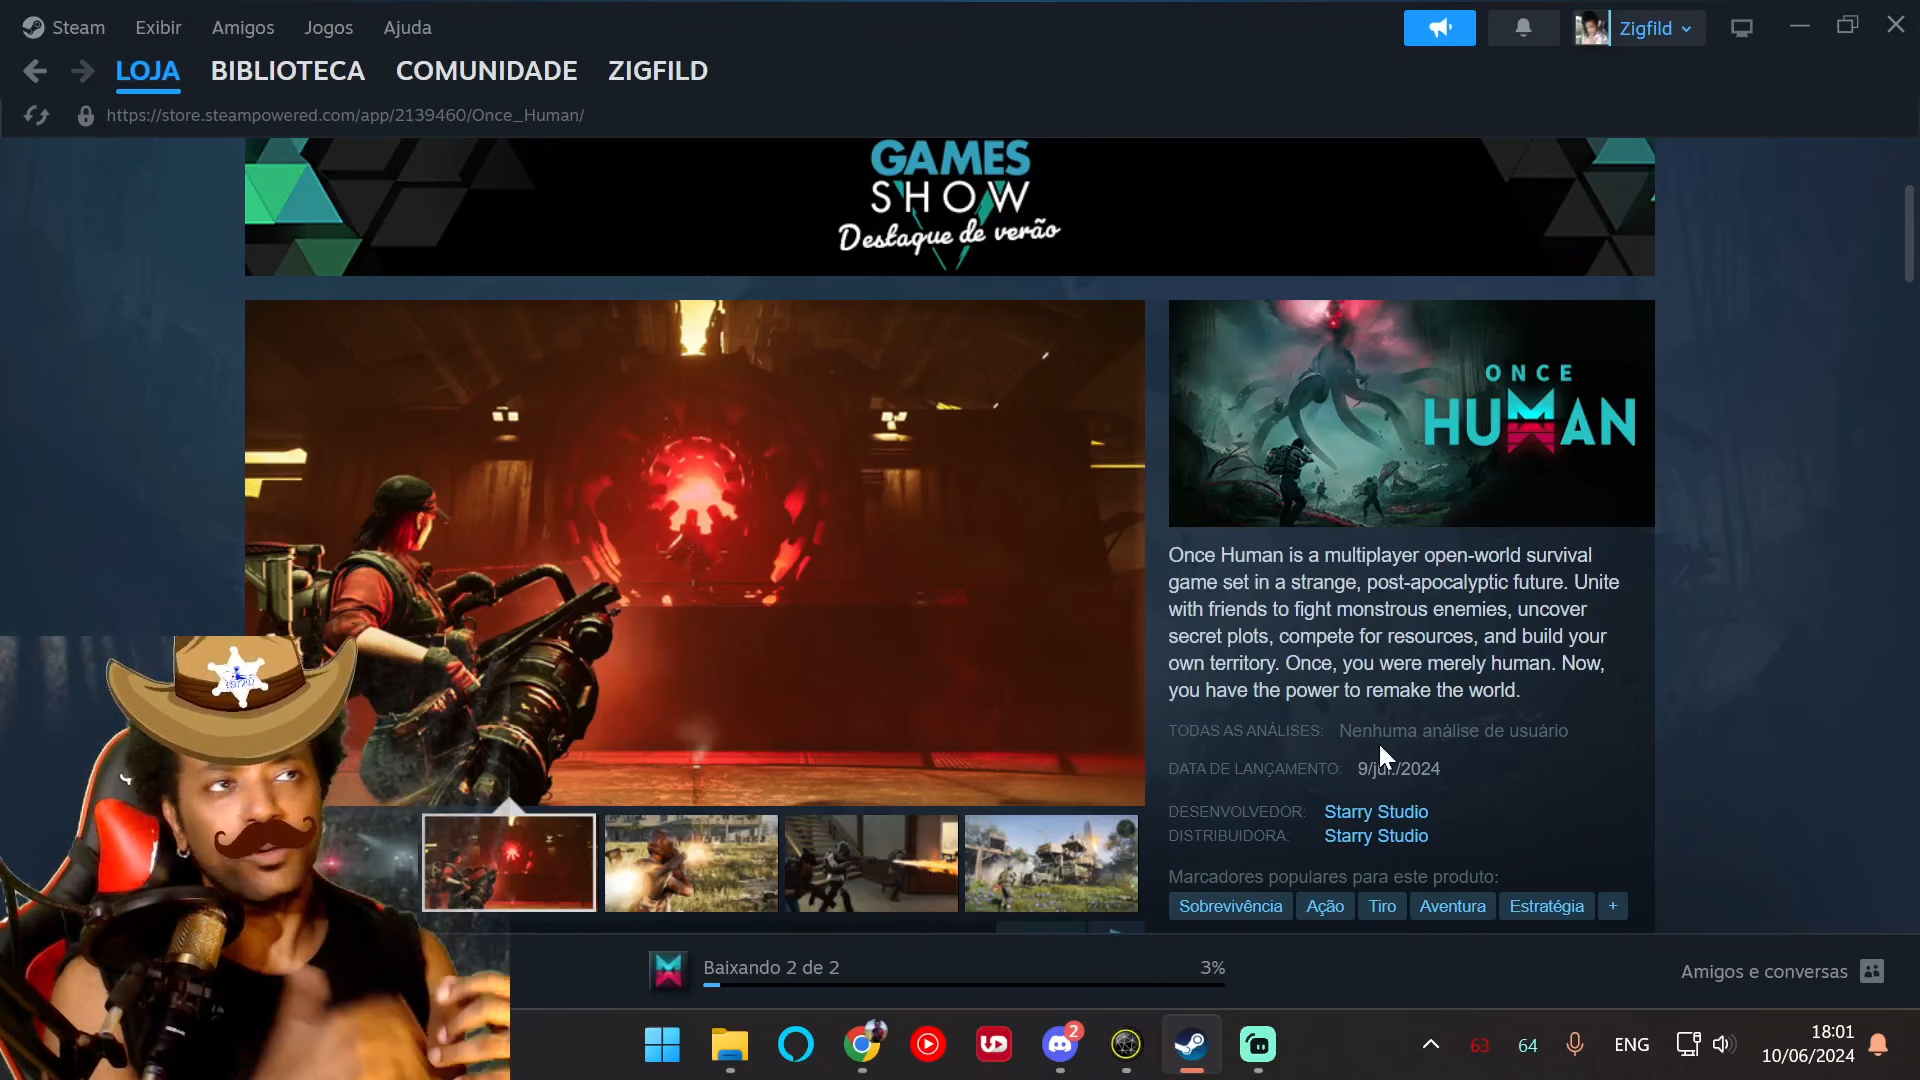 Steam Exibir Amigos Jogos Ajuda
Zigfild
LOJA BIBLIOTECA COMUNIDADE ZIGFILD
https://store.steampowered.com/app/2139460/Once_Human/
GAMES
SHOW
Destaque de verão
ONCE
HUMAN
Once Human is a multiplayer open-world survival
game set in a strange, post-apocalyptic future. Unite
with friends to fight monstrous enemies, uncover
secret plots, compete for resources, and build your
own territory. Once, you were merely human. Now,
you have the power to remake the world.
TODAS AS ANÁLISES: Nenhuma análise de usuário
DATA DE LANÇAMENTO: 9/jul./2024
DESENVOLVEDOR: Starry Studio
DISTRIBUIDORA: Starry Studio
Marcadores populares para este produto:
Sobrevivência Ação Tiro Aventura Estratégia +
Baixando 2 de 2 3%
Amigos e conversas
2
63 64 ENG
18:01
10/06/2024